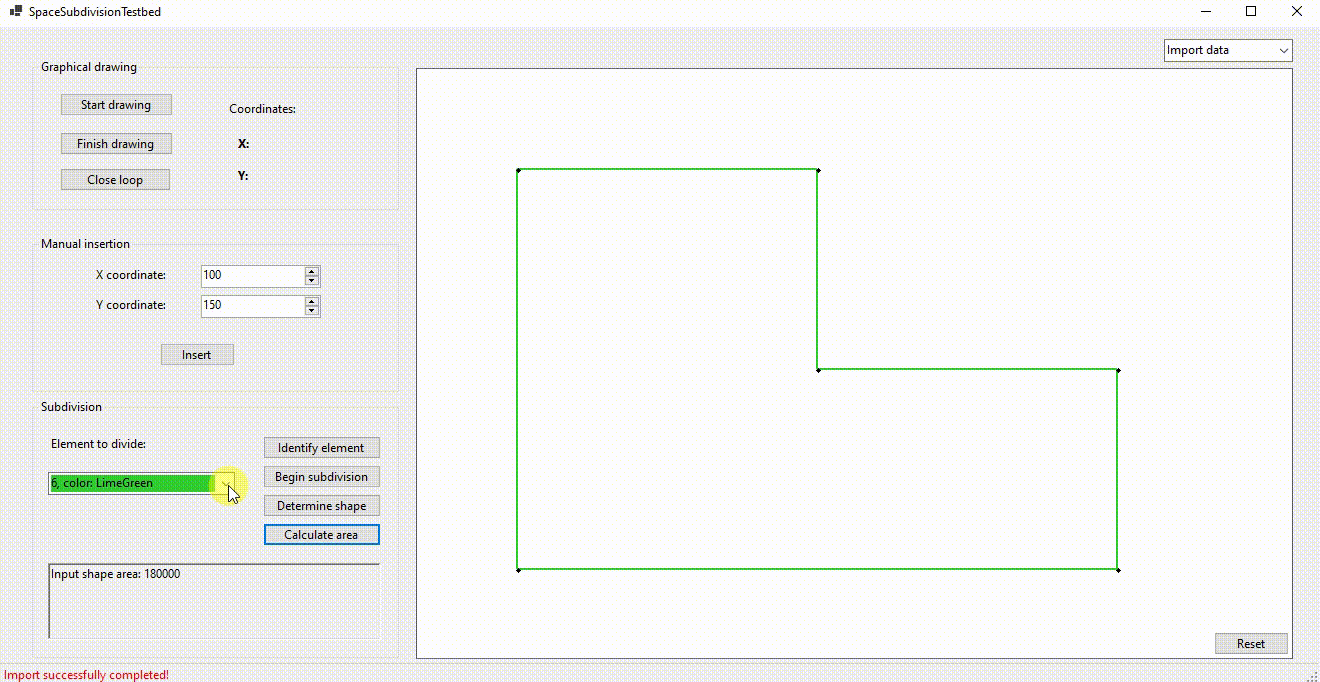 SpaceSubdivisionTestbed
Import data
Graphical drawing
Start drawing
Coordinates:
Finish drawing
X:
Close loop
Y:
Manual insertion
X coordinate:
100
Y coordinate:
150
Insert
Subdivision
Element to divide:
Identify element
6, color: LimeGreen
Begin subdivision
Determine shape
Calculate area
Input shape area: 180000
Reset
Import successfully completed!